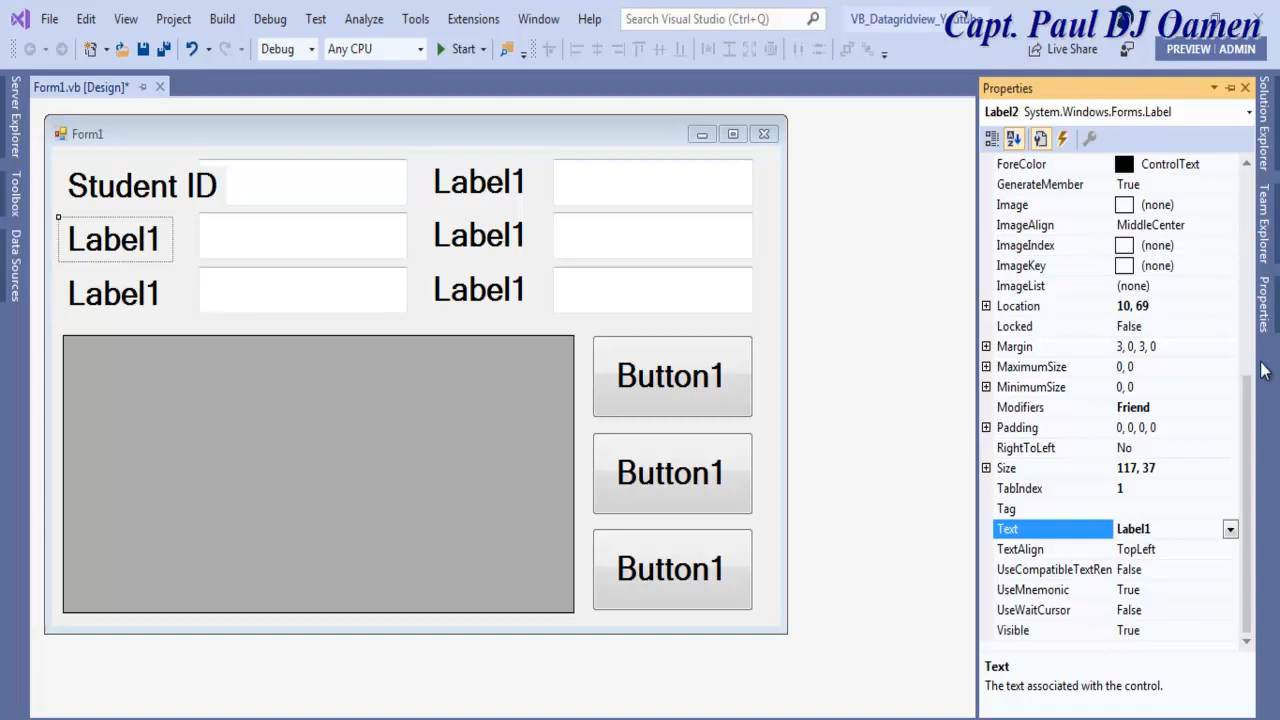 File Edit View Project Build Debug Test Analyze Tools Extensions Window Help Search Visual Studio (Ctrl+Q) VB_Datagridview_Youtube
Capt. Paul DJ Oamen
Debug Any CPU Start Live Share PREVIEW ADMIN
Form1.vb [Design]*
Server Explorer
Toolbox
Data Sources
Form1
Student ID Label1
Label1 Label1
Label1 Label1
Button1
Button1
Button1
Properties
Label2 System.Windows.Forms.Label
ForeColor ControlText
GenerateMember True
Image (none)
ImageAlign MiddleCenter
ImageIndex (none)
ImageKey (none)
ImageList (none)
Location 10, 69
Locked False
Margin 3, 0, 3, 0
MaximumSize 0, 0
MinimumSize 0, 0
Modifiers Friend
Padding 0, 0, 0, 0
RightToLeft No
Size 117, 37
TabIndex 1
Tag
Text Label1
TextAlign TopLeft
UseCompatibleTextRen False
UseMnemonic True
UseWaitCursor False
Visible True
Text
The text associated with the control.
Solution Explorer
Team Explorer
Properties